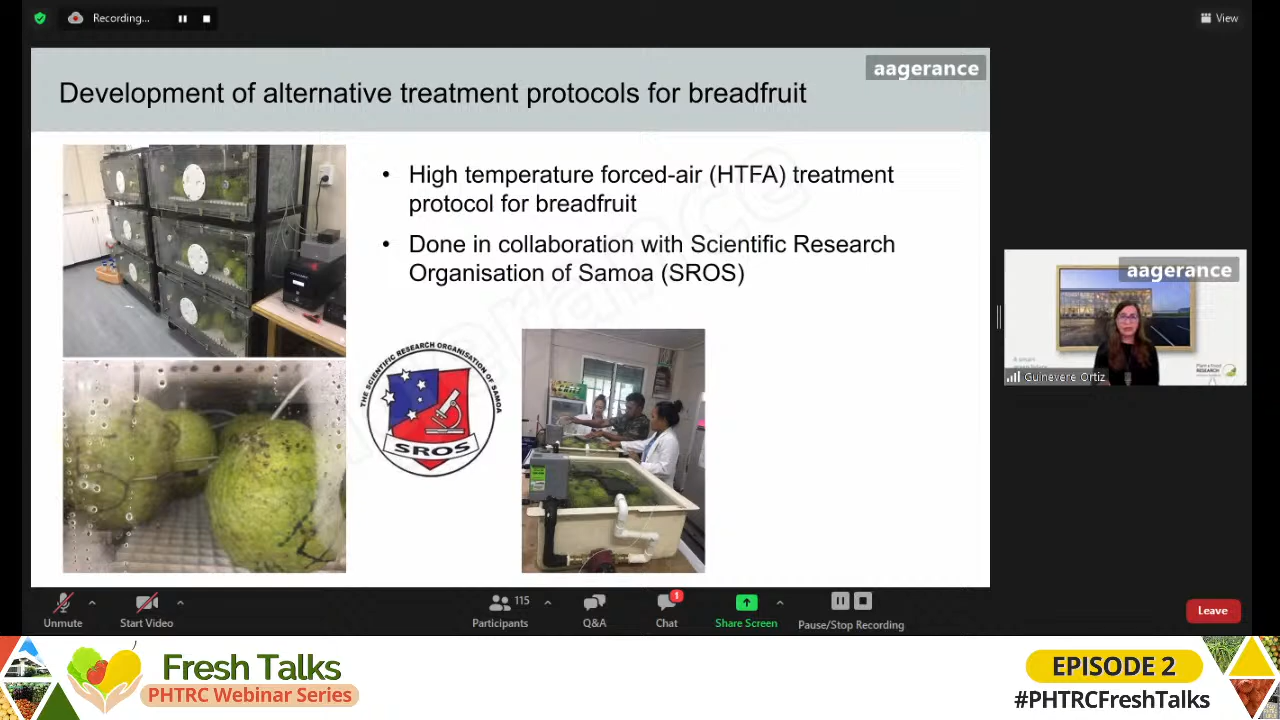 Recording...
View
aagerance
Development of alternative treatment protocols for breadfruit
• High temperature forced-air (HTFA) treatment
protocol for breadfruit
• Done in collaboration with Scientific Research
Organisation of Samoa (SROS)
THE SCIENTIFIC RESEARCH ORGANISATION OF SAMOA
SROS
aagerance
RESEARCH
Guinevere Ortiz
Unmute
Start Video
115
Participants
Q&A
1
Chat
Share Screen
Pause/Stop Recording
Leave
Fresh Talks
PHTRC Webinar Series
EPISODE 2
#PHTRCFreshTalks